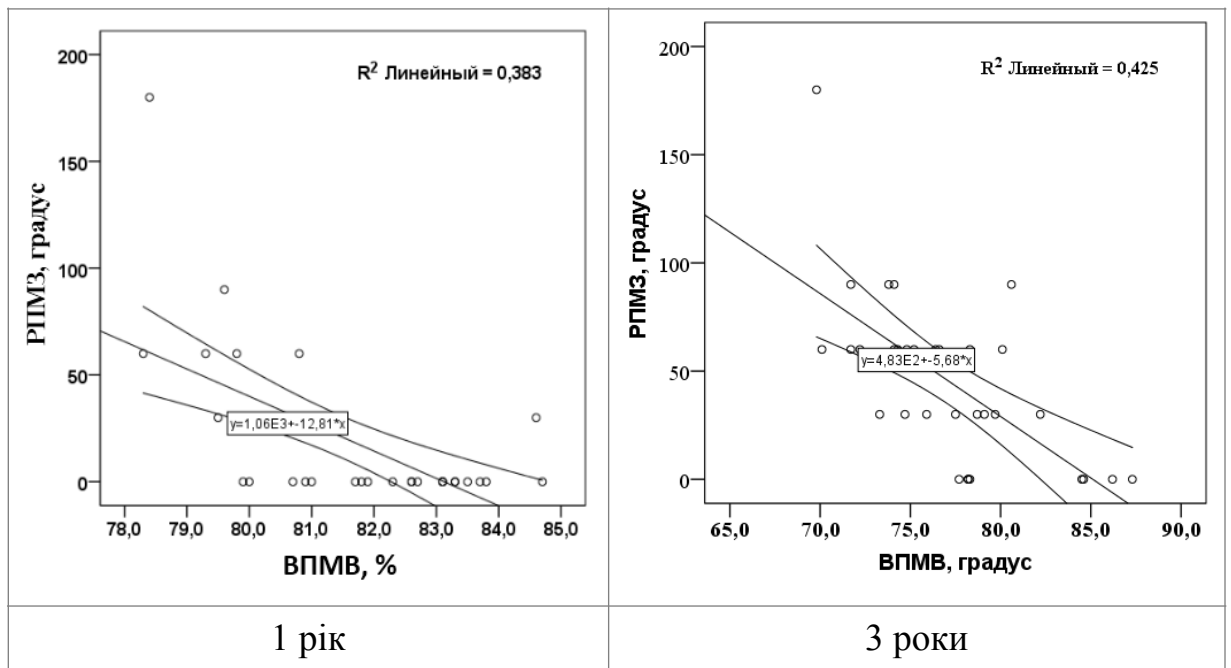 R² Линейный = 0,383
РПМЗ, градус
200
150
100
50
0
y=1,06E3+-12,81*x
78,0 79,0 80,0 81,0 82,0 83,0 84,0 85,0
ВПМВ, %
1 рік
R² Линейный = 0,425
РПМЗ, градус
200
150
100
50
0
y=4,83E2+-5,68*x
65,0 70,0 75,0 80,0 85,0 90,0
ВПМВ, градус
3 роки